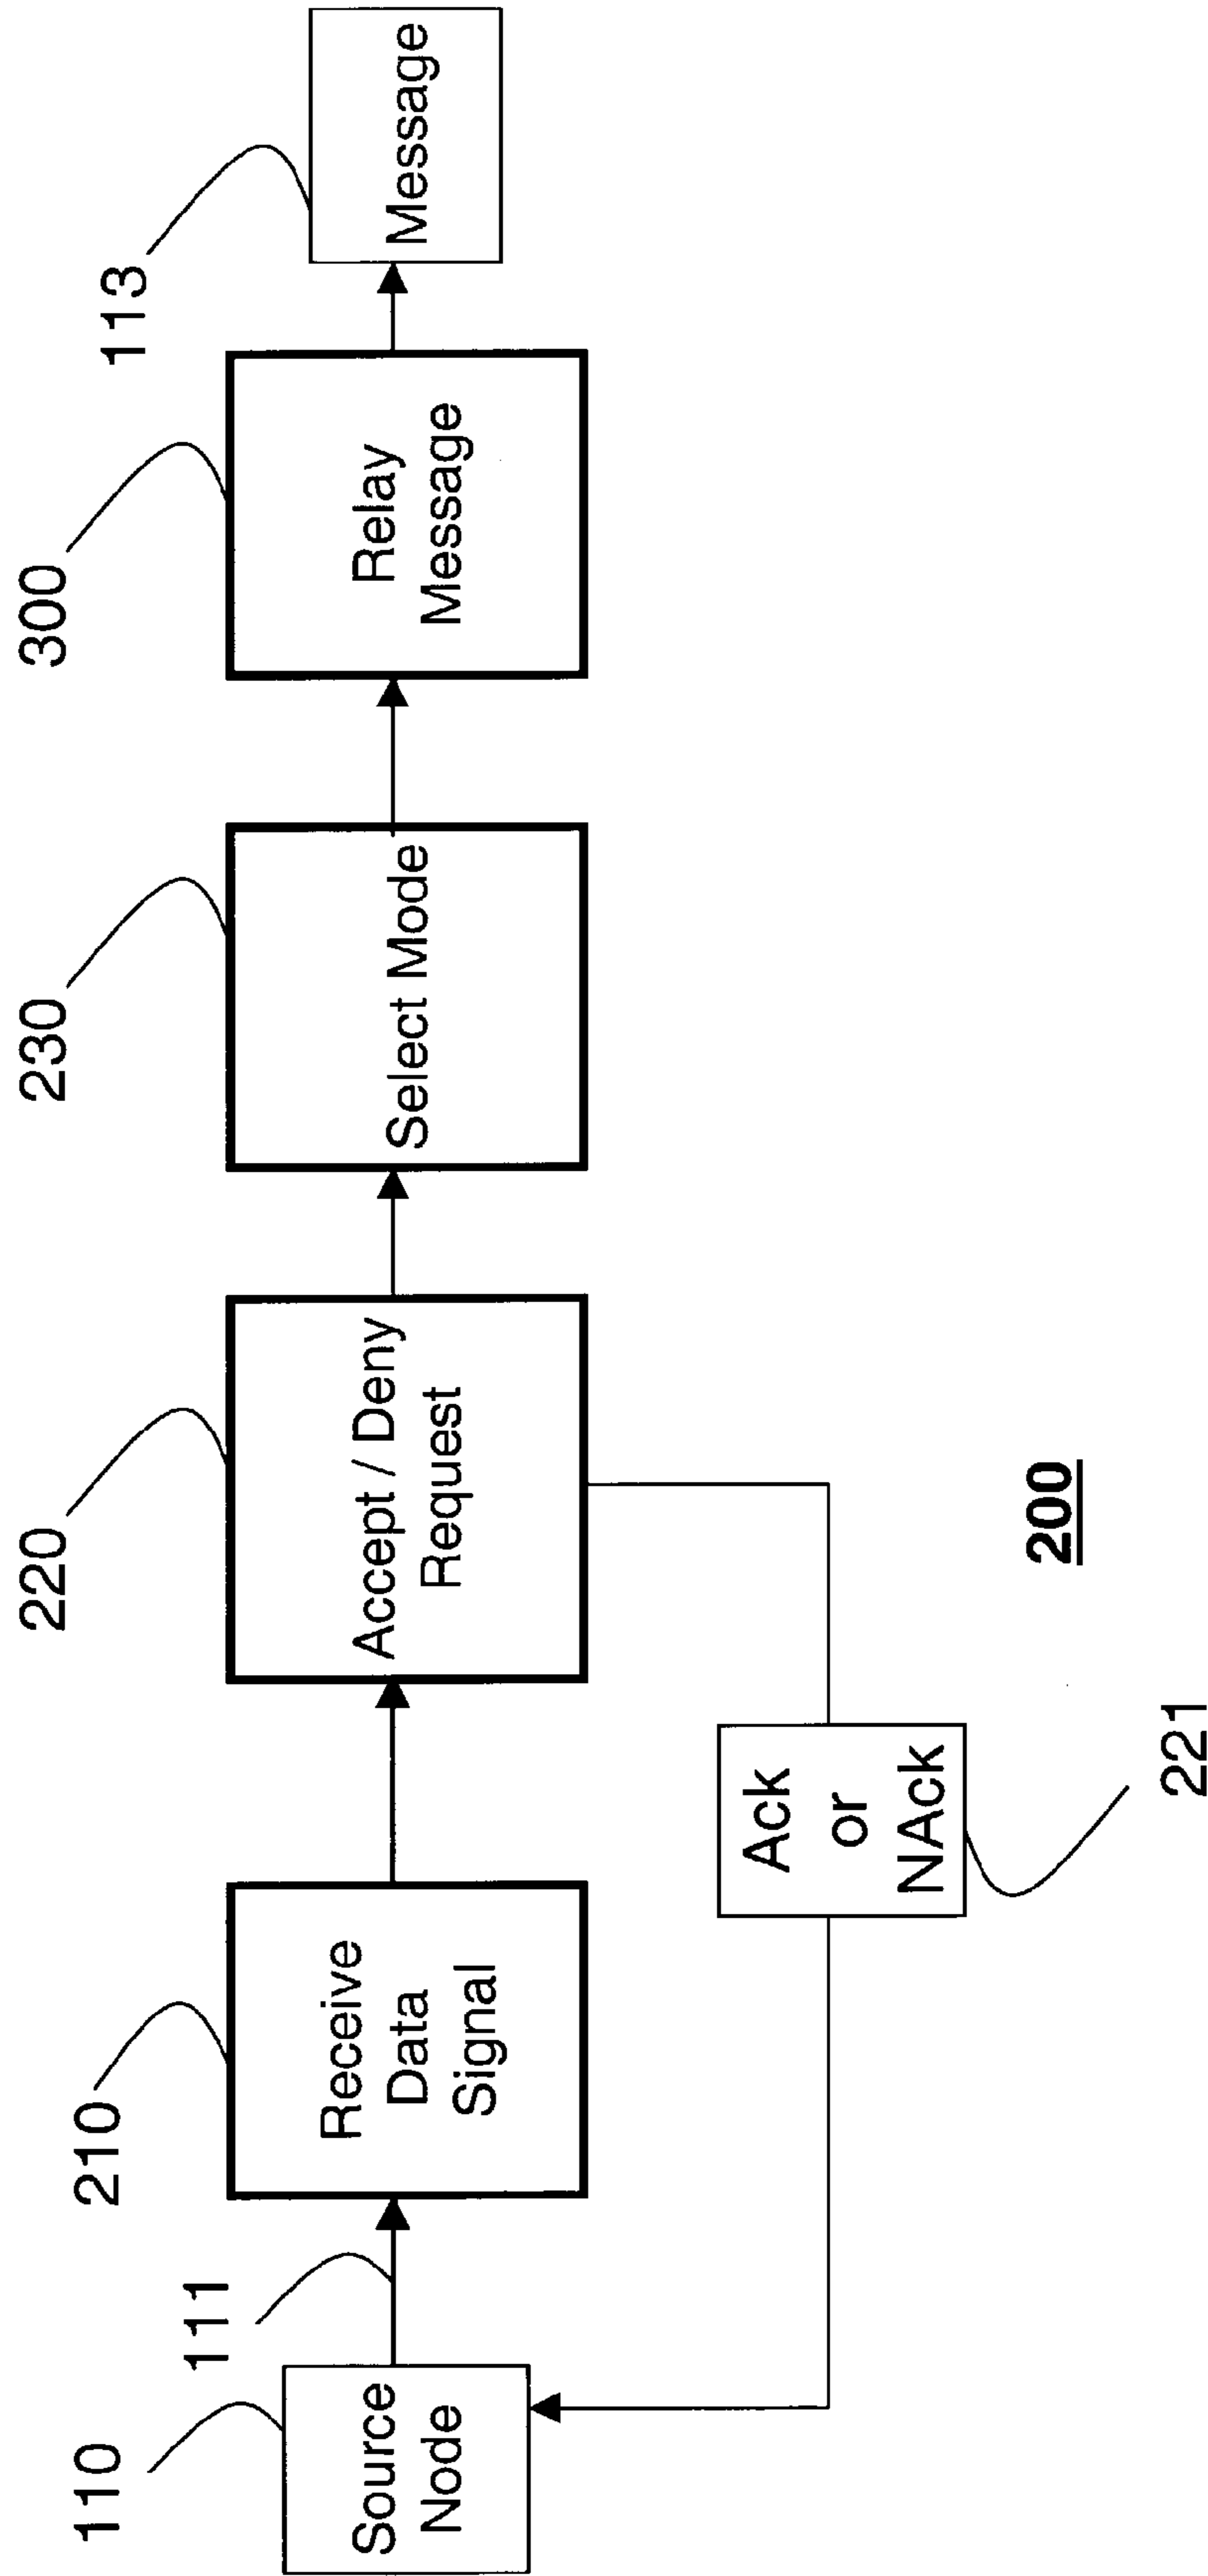 110
Source
Node
111
210
Receive
Data
Signal
220
Accept / Deny
Request
230
Select Mode
300
Relay
Message
113
Message
Ack
or
NAck
221
200